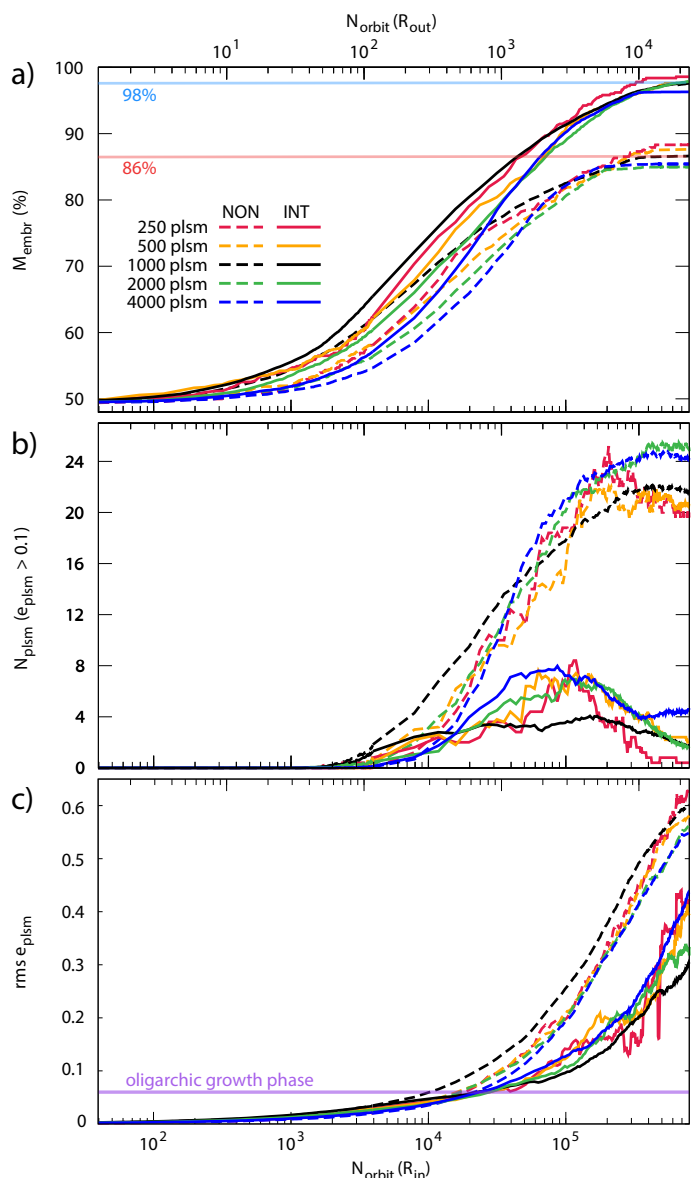 N_orbit (R_out)
10^1 10^2 10^3 10^4
a)
100
90
80
70
60
50
M_embr (%)
98%
86%
NON INT
250 plsm
500 plsm
1000 plsm
2000 plsm
4000 plsm
b)
24
20
16
12
8
4
0
N_plsm (e_plsm > 0.1)
c)
0.6
0.5
0.4
0.3
0.2
0.1
0
rms e_plsm
oligarchic growth phase
10^2 10^3 10^4 10^5
N_orbit (R_in)